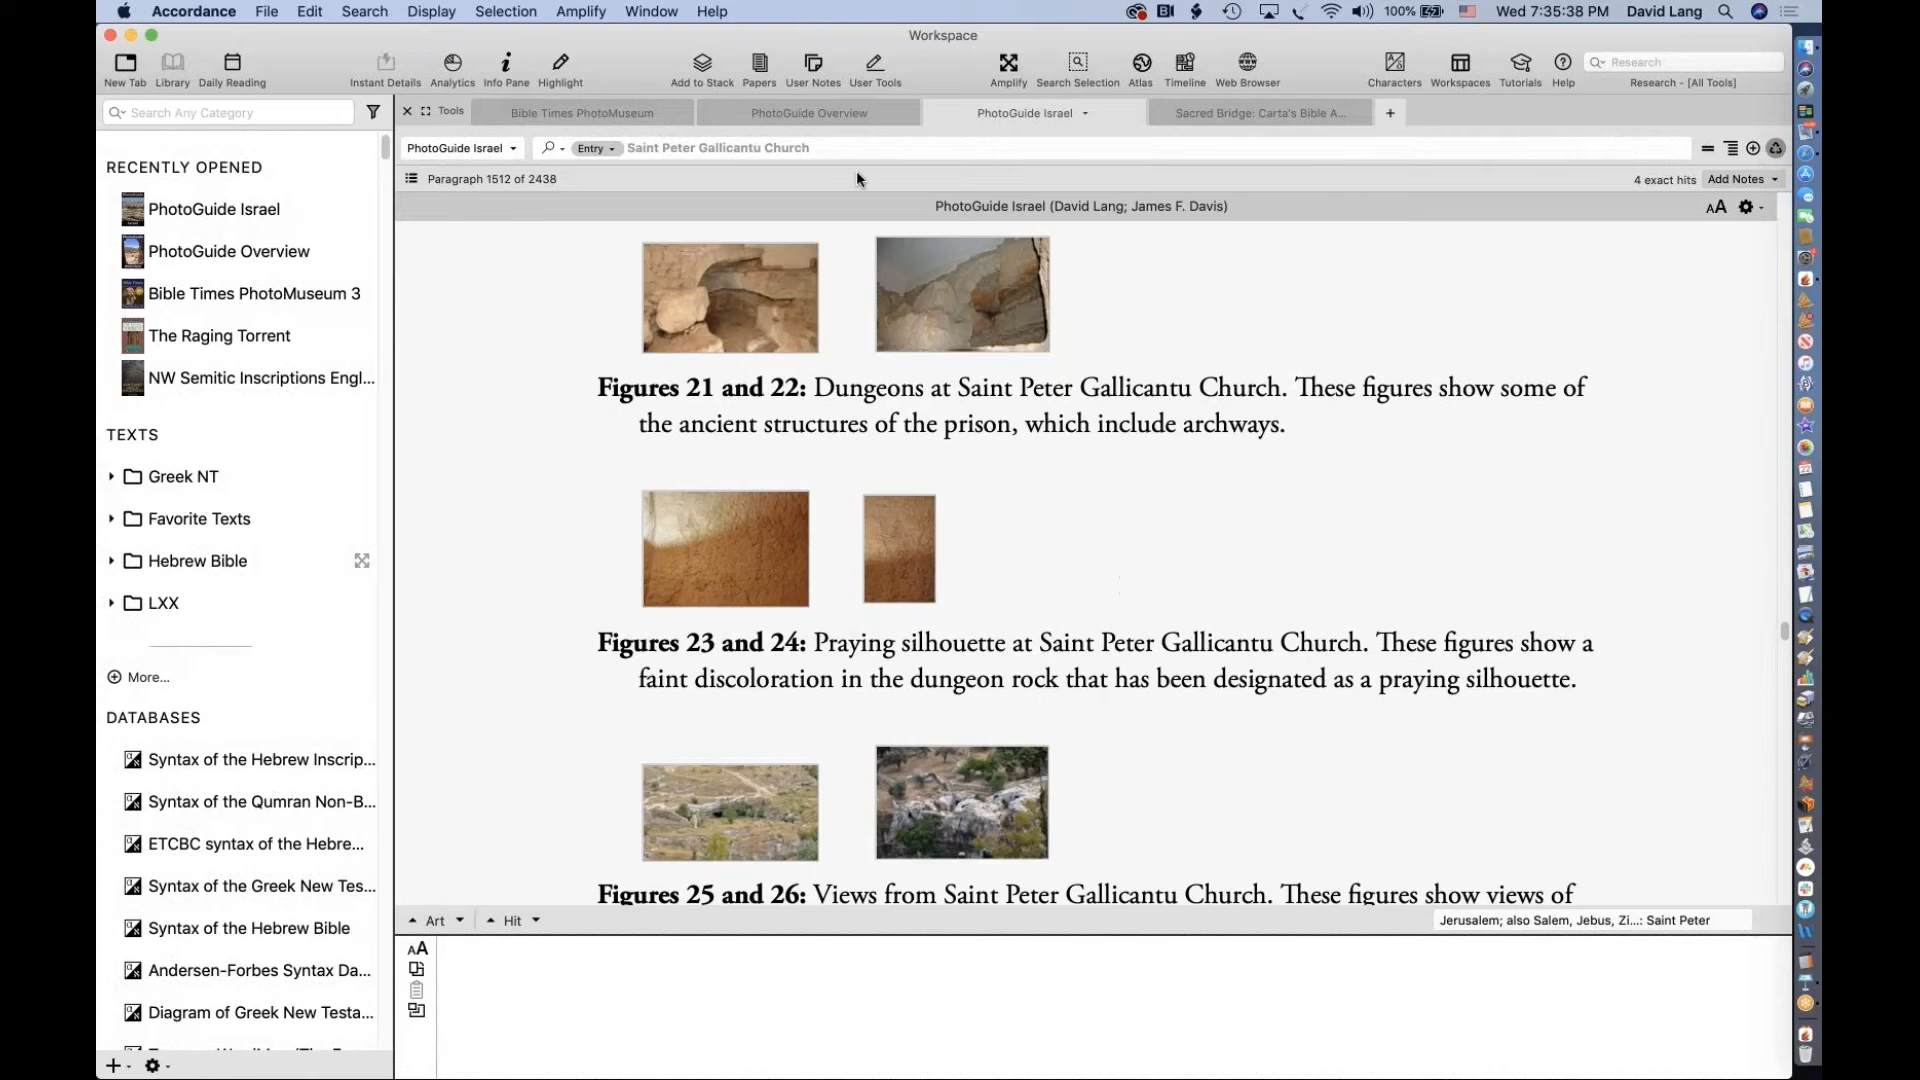 Accordance File Edit Search Display Selection Amplify Window Help
100% Wed 7:35:38 PM David Lang
Workspace
New Tab Library Daily Reading Instant Details Analytics Info Pane Highlight Add to Stack Papers User Notes User Tools Amplify Search Selection Atlas Timeline Web Browser Characters Workspaces Tutorials Help
Research
Research - [All Tools]
Search Any Category
Tools Bible Times PhotoMuseum PhotoGuide Overview PhotoGuide Israel Sacred Bridge: Carta's Bible A...
PhotoGuide Israel Entry Saint Peter Gallicantu Church
Paragraph 1512 of 2438 4 exact hits Add Notes
PhotoGuide Israel (David Lang; James F. Davis)
RECENTLY OPENED
PhotoGuide Israel
PhotoGuide Overview
Bible Times PhotoMuseum 3
The Raging Torrent
NW Semitic Inscriptions Engl...
TEXTS
Greek NT
Favorite Texts
Hebrew Bible
LXX
More...
DATABASES
Syntax of the Hebrew Inscrip...
Syntax of the Qumran Non-B...
ETCBC syntax of the Hebre...
Syntax of the Greek New Tes...
Syntax of the Hebrew Bible
Andersen-Forbes Syntax Da...
Diagram of Greek New Testa...
Figures 21 and 22: Dungeons at Saint Peter Gallicantu Church. These figures show some of
the ancient structures of the prison, which include archways.
Figures 23 and 24: Praying silhouette at Saint Peter Gallicantu Church. These figures show a
faint discoloration in the dungeon rock that has been designated as a praying silhouette.
Figures 25 and 26: Views from Saint Peter Gallicantu Church. These figures show views of
Art Hit Jerusalem; also Salem, Jebus, Zi...: Saint Peter